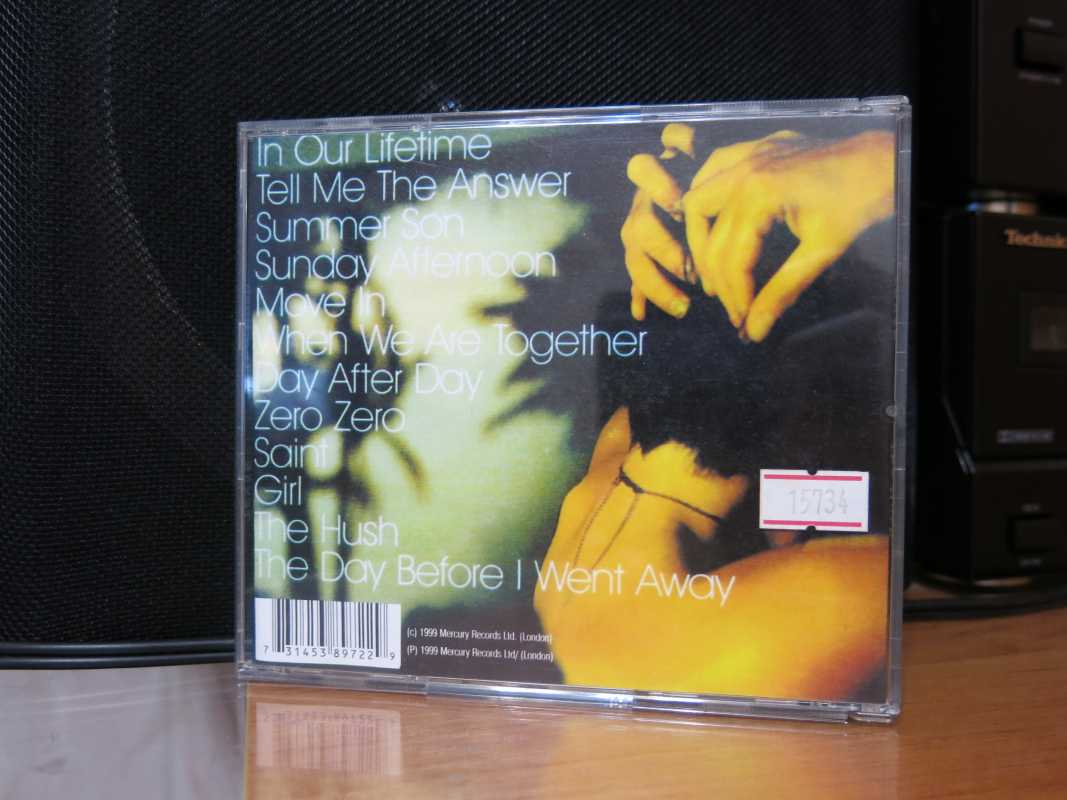 In Our Lifetime
Tell Me The Answer
Summer Son
Sunday Afternoon
Move In
When We Are Together
Day After Day
Zero Zero
Saint
Girl
The Hush
The Day Before I Went Away
15734
7 31453 89722 9
(c) 1999 Mercury Records Ltd. (London)
(P) 1999 Mercury Records Ltd/ (London)
Technic